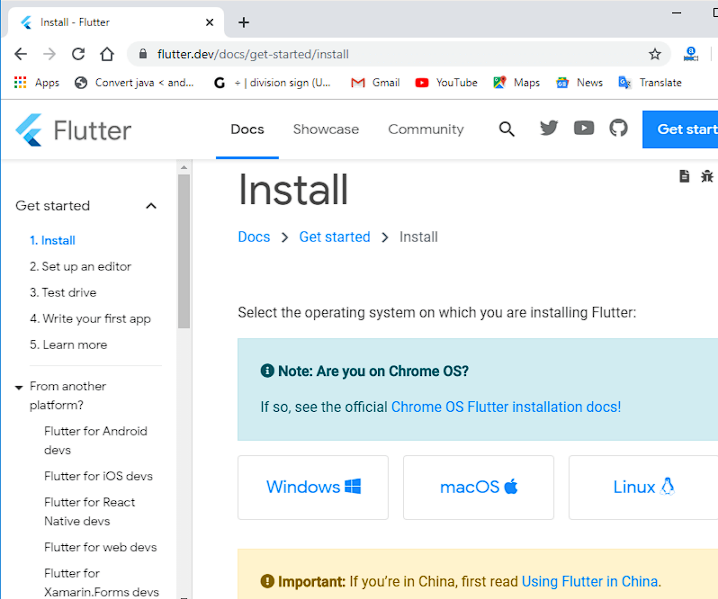 Install - Flutter
flutter.dev/docs/get-started/install
Apps Convert java < and... G ÷ | division sign (U... Gmail YouTube Maps News Translate
Flutter Docs Showcase Community Get start
Install
Docs > Get started > Install
Get started
1. Install
2. Set up an editor
3. Test drive
4. Write your first app
5. Learn more
From another
platform?
Flutter for Android
devs
Flutter for iOS devs
Flutter for React
Native devs
Flutter for web devs
Flutter for
Xamarin.Forms devs
Select the operating system on which you are installing Flutter:
Note: Are you on Chrome OS?
If so, see the official Chrome OS Flutter installation docs!
Windows macOS Linux
Important: If you’re in China, first read Using Flutter in China.